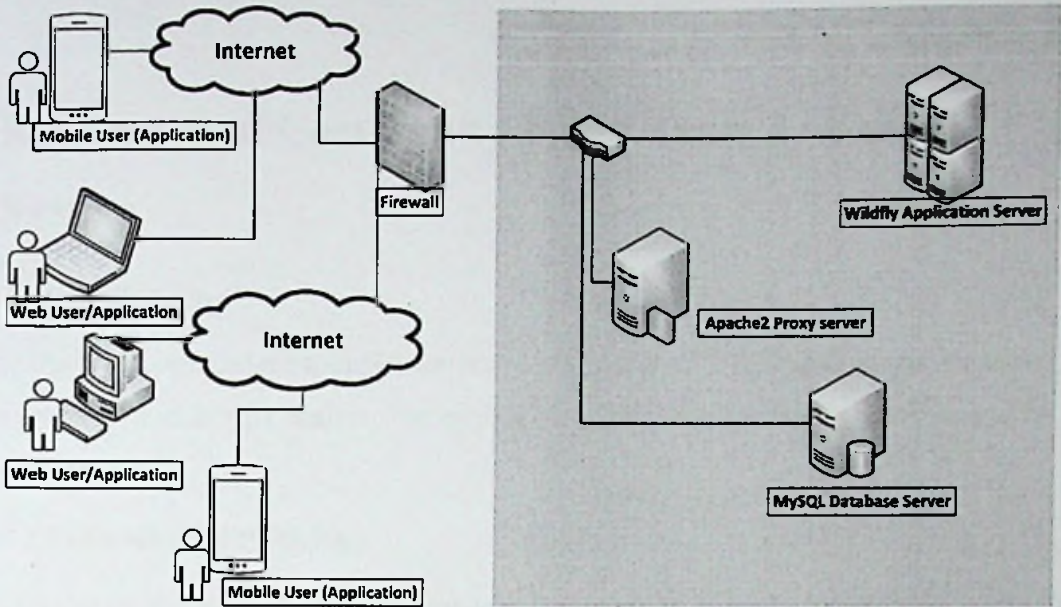 Internet
Mobile User (Application)
Firewall
Wildfly Application Server
Web User/Application
Internet
Apache2 Proxy server
Web User/Application
MySQL Database Server
Mobile User (Application)